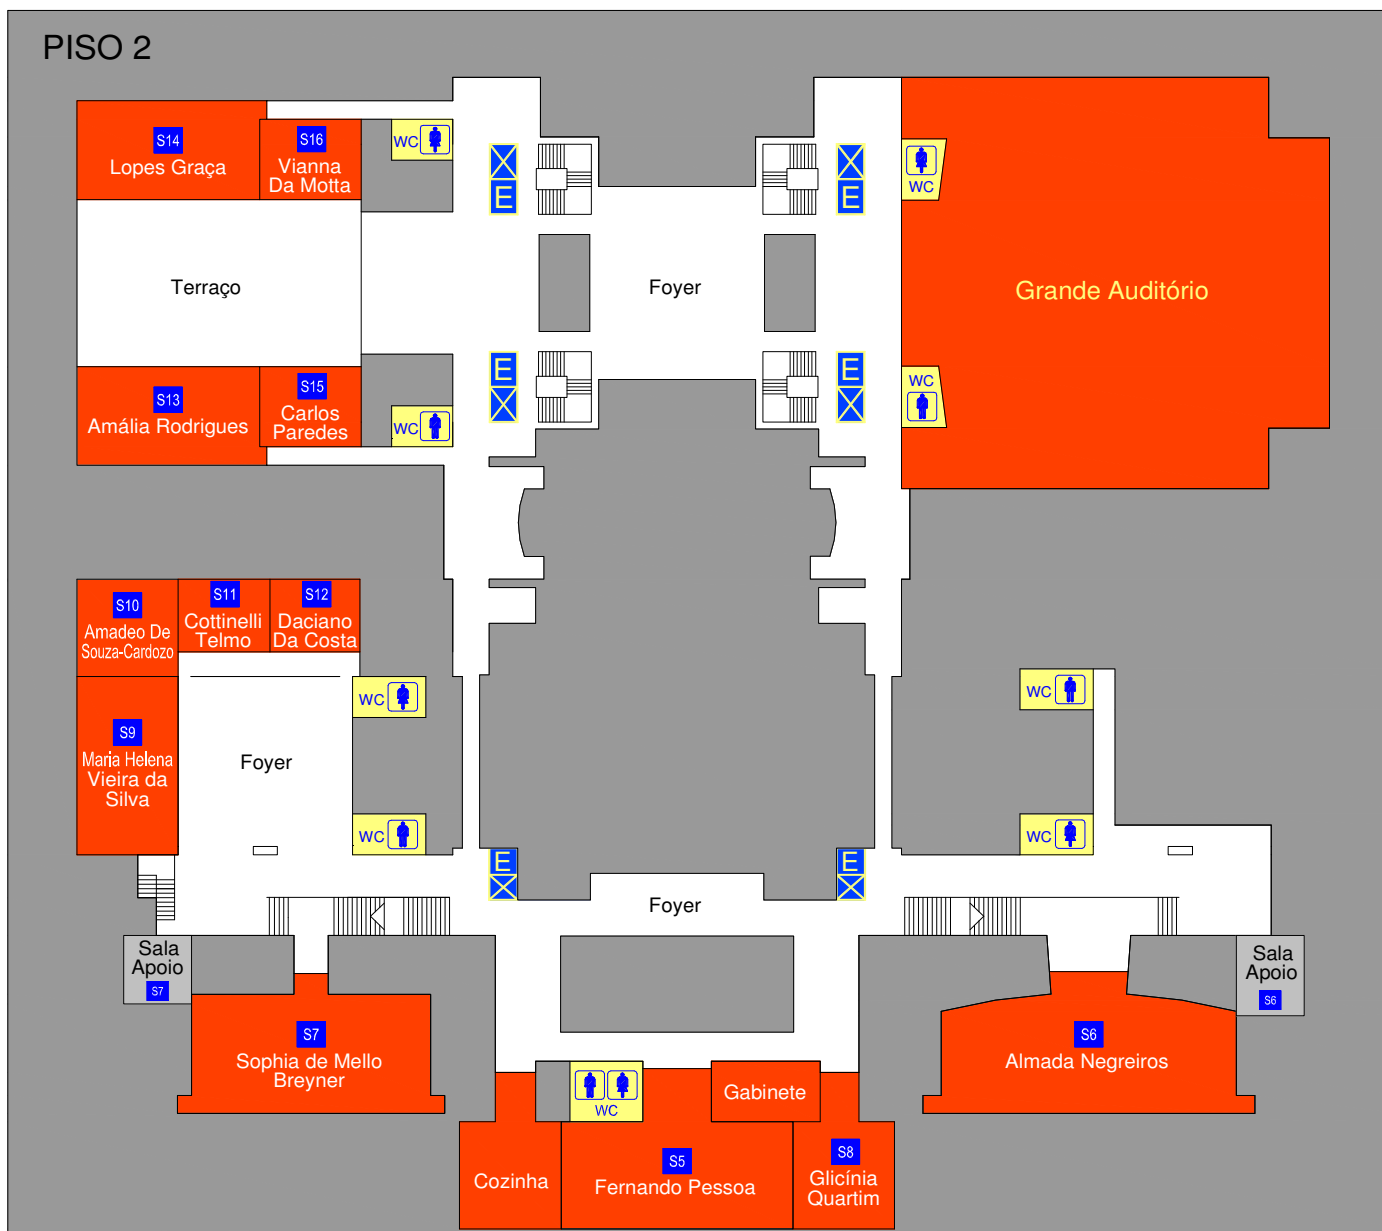 PISO 2
S14
Lopes Graça
S16
Vianna
Da Motta
WC
E
E
WC
Terraço
Foyer
Grande Auditório
S13
Amália Rodrigues
S15
Carlos
Paredes
WC
E
E
WC
S10
Amadeo De
Souza-Cardozo
S11
Cottinelli
Telmo
S12
Daciano
Da Costa
S9
Maria Helena
Vieira da
Silva
Foyer
WC
WC
WC
WC
E
E
Foyer
Sala
Apoio
S7
Sala
Apoio
S6
S7
Sophia de Mello
Breyner
S6
Almada Negreiros
WC
Gabinete
Cozinha
S5
Fernando Pessoa
S8
Glicínia
Quartim